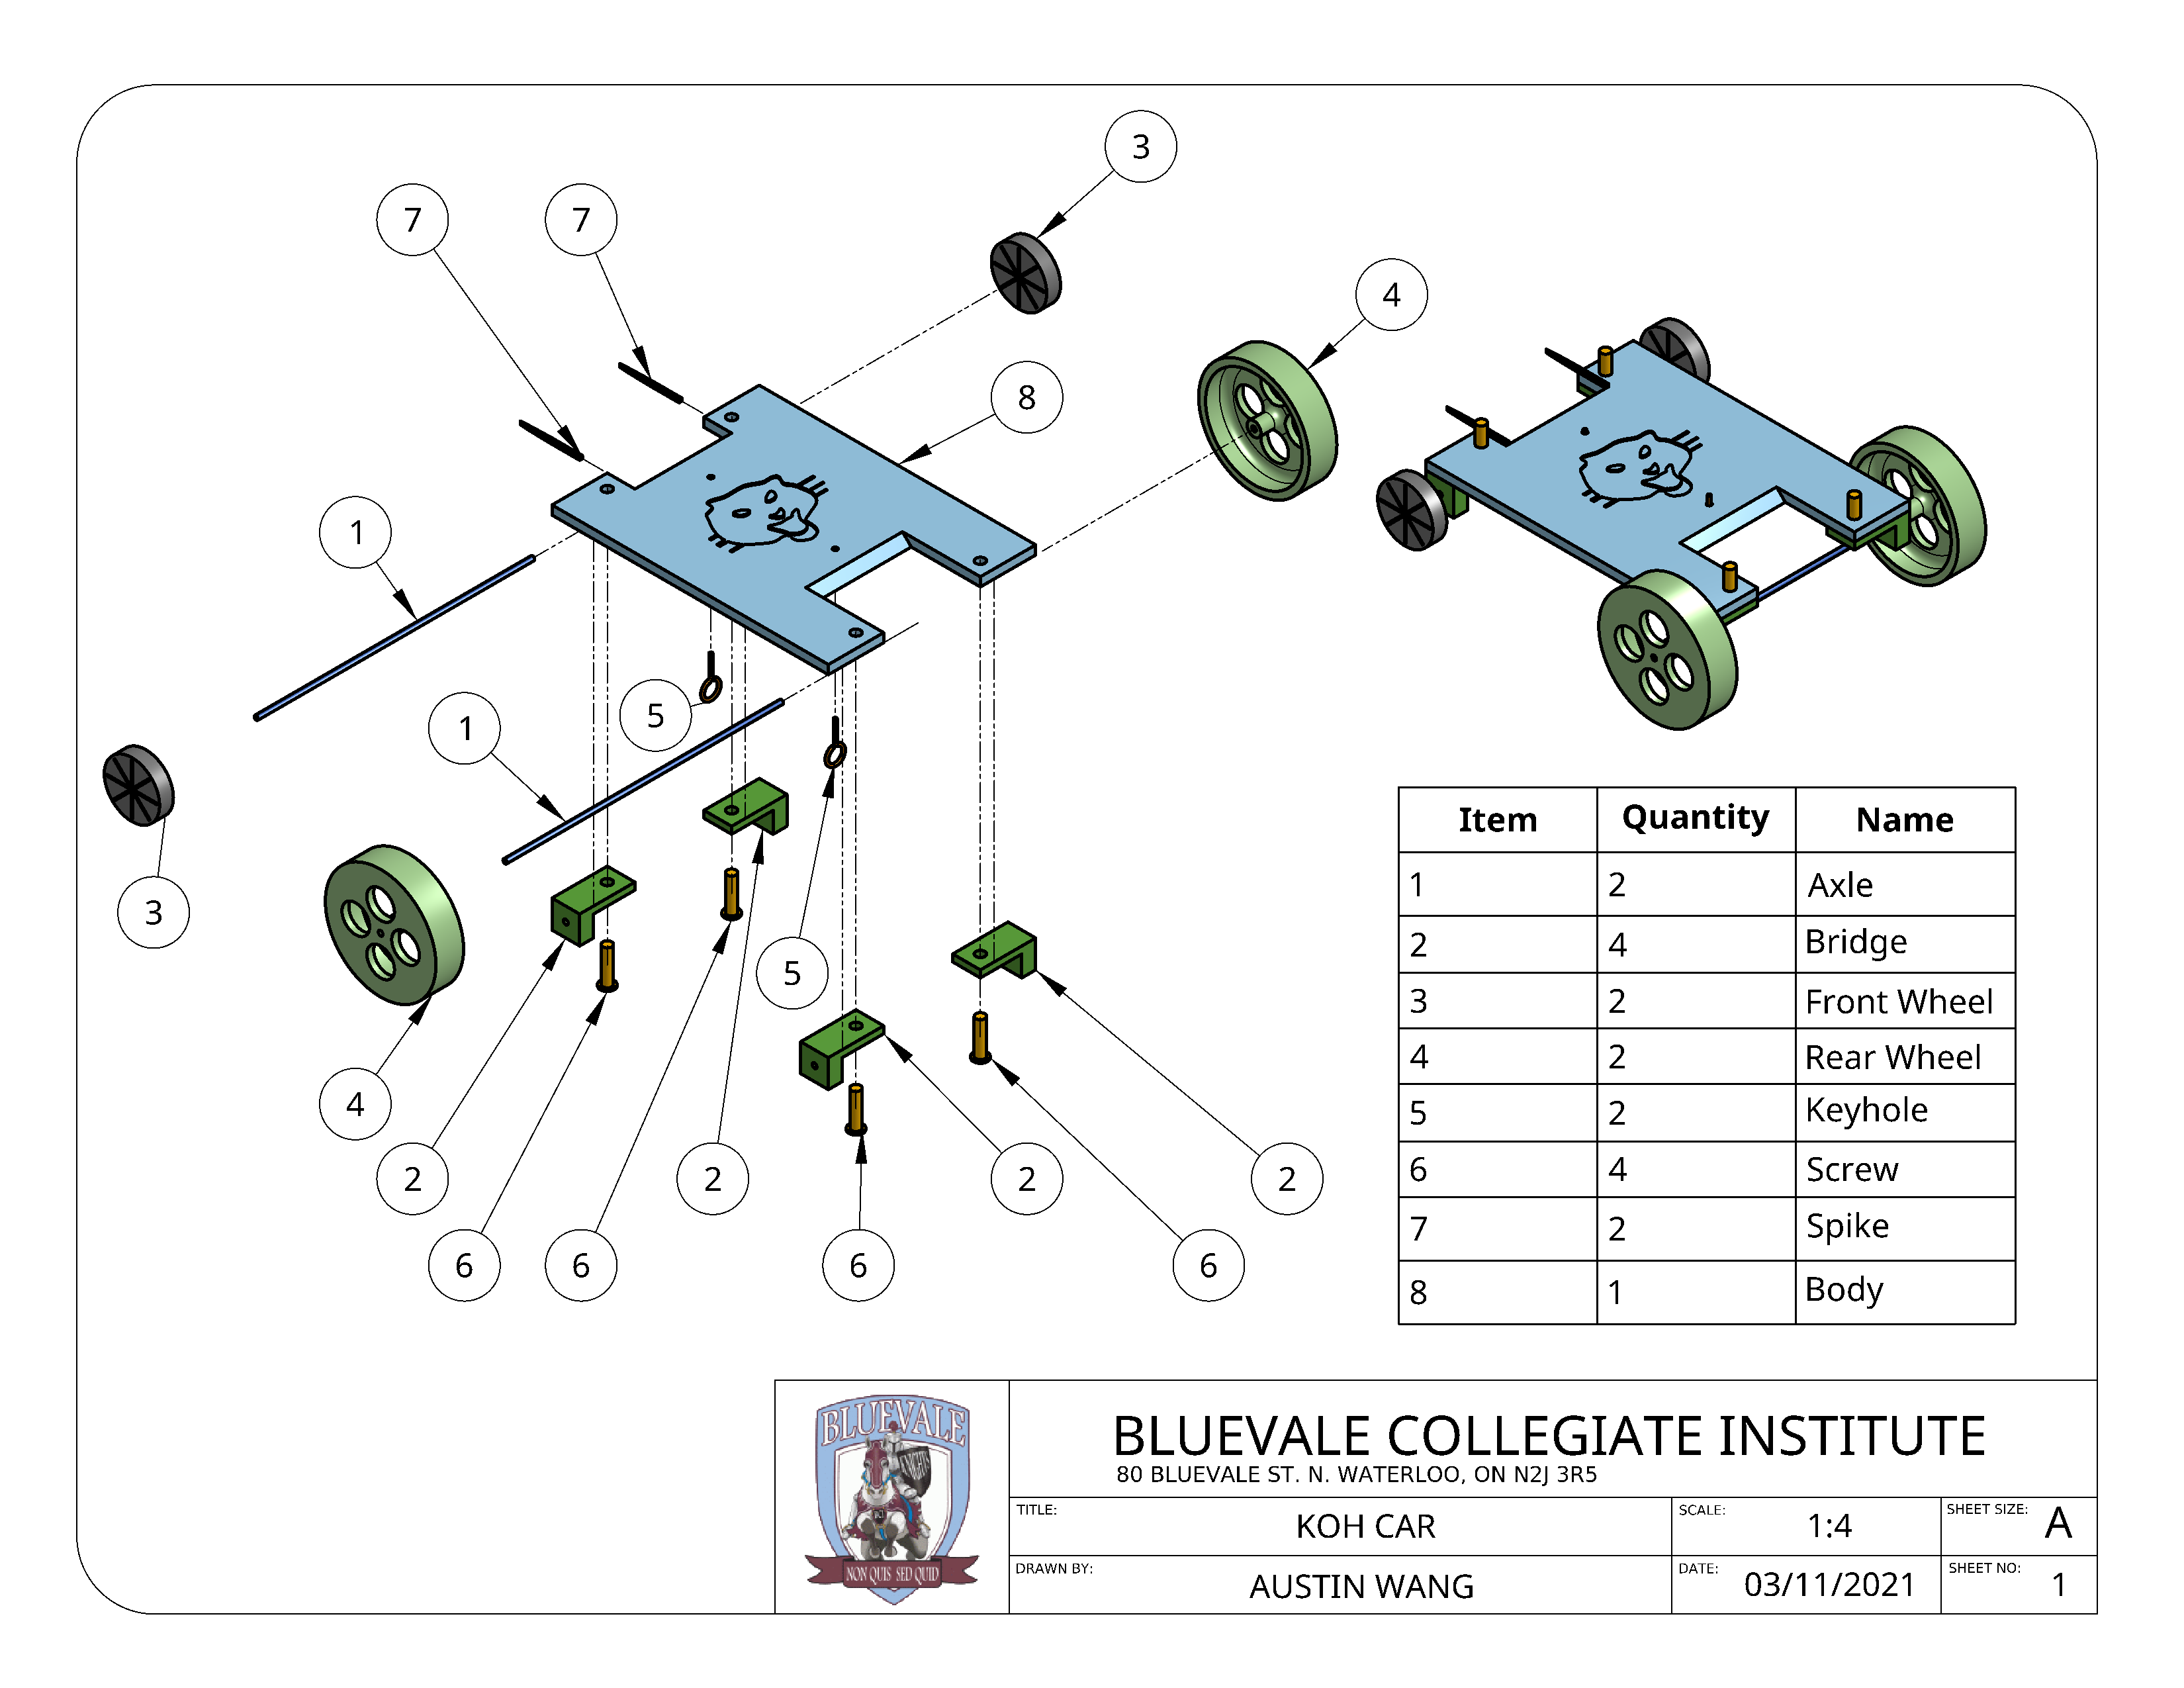 3
7
7
4
8
1
5
1
3
5
4
2
2
2
2
6
6
6
6
Item Quantity Name
1 2 Axle
2 4 Bridge
3 2 Front Wheel
4 2 Rear Wheel
5 2 Keyhole
6 4 Screw
7 2 Spike
8 1 Body
BLUEVALE
KNIGHTS
BCI
NON QUIS SED QUID
BLUEVALE COLLEGIATE INSTITUTE
80 BLUEVALE ST. N. WATERLOO, ON N2J 3R5
TITLE: KOH CAR SCALE: 1:4 SHEET SIZE: A
DRAWN BY: AUSTIN WANG DATE: 03/11/2021 SHEET NO: 1